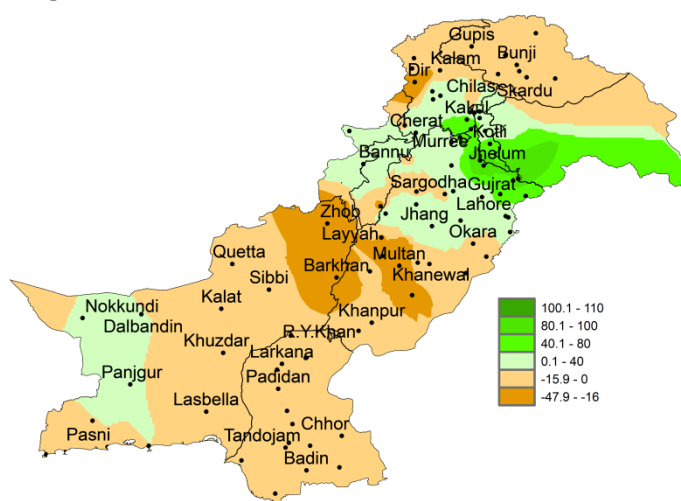 Gupis
Kalam
Bunji
Dir
Chilas
Skardu
Kakul
Cherat
Kotli
Murree
Bannu
Jhelum
Sargodha
Gujrat
Zhob
Jhang
Lahore
Layyah
Okara
Quetta
Multan
Barkhan
Khanewal
Sibbi
Nokkundi
Kalat
Khanpur
Dalbandin
R.Y.Khan
Khuzdar
Larkana
Panjgur
Padidan
Lasbella
Chhor
Pasni
Tandojam
Badin
100.1 - 110
80.1 - 100
40.1 - 80
0.1 - 40
-15.9 - 0
-47.9 - -16